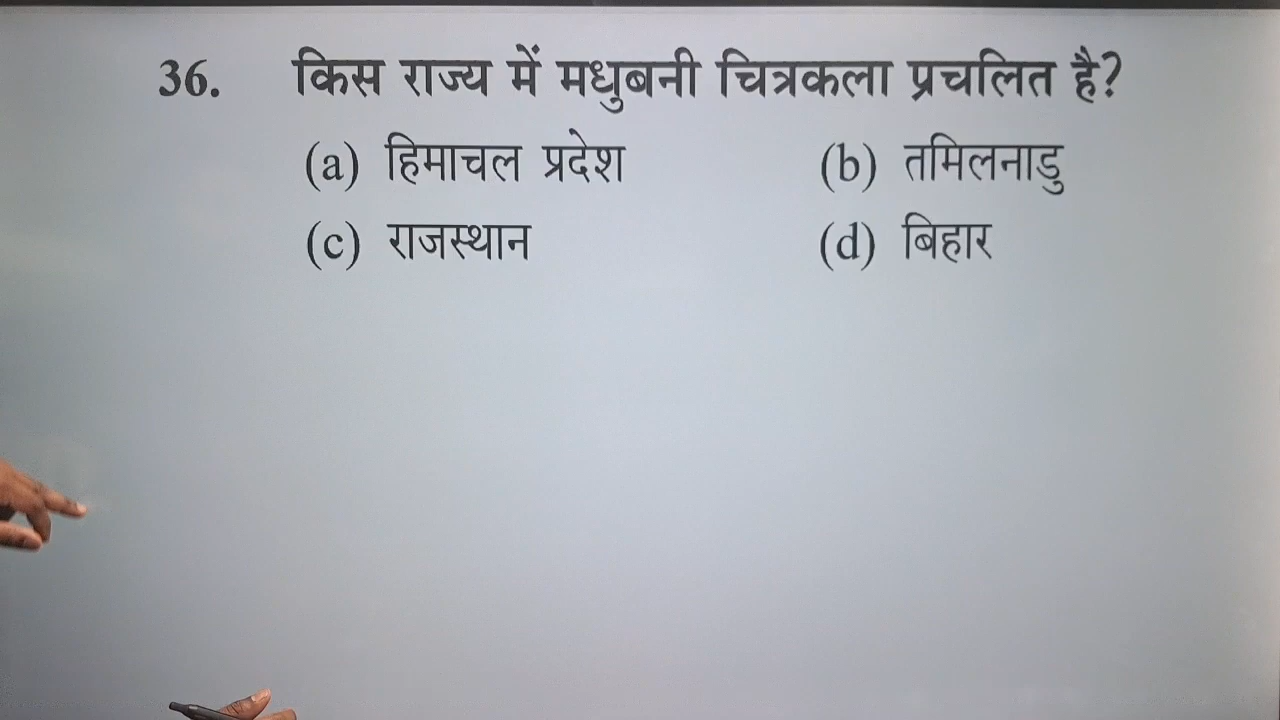 36. किस राज्य में मधुबनी चित्रकला प्रचलित है?
(a) हिमाचल प्रदेश (b) तमिलनाडु
(c) राजस्थान (d) बिहार